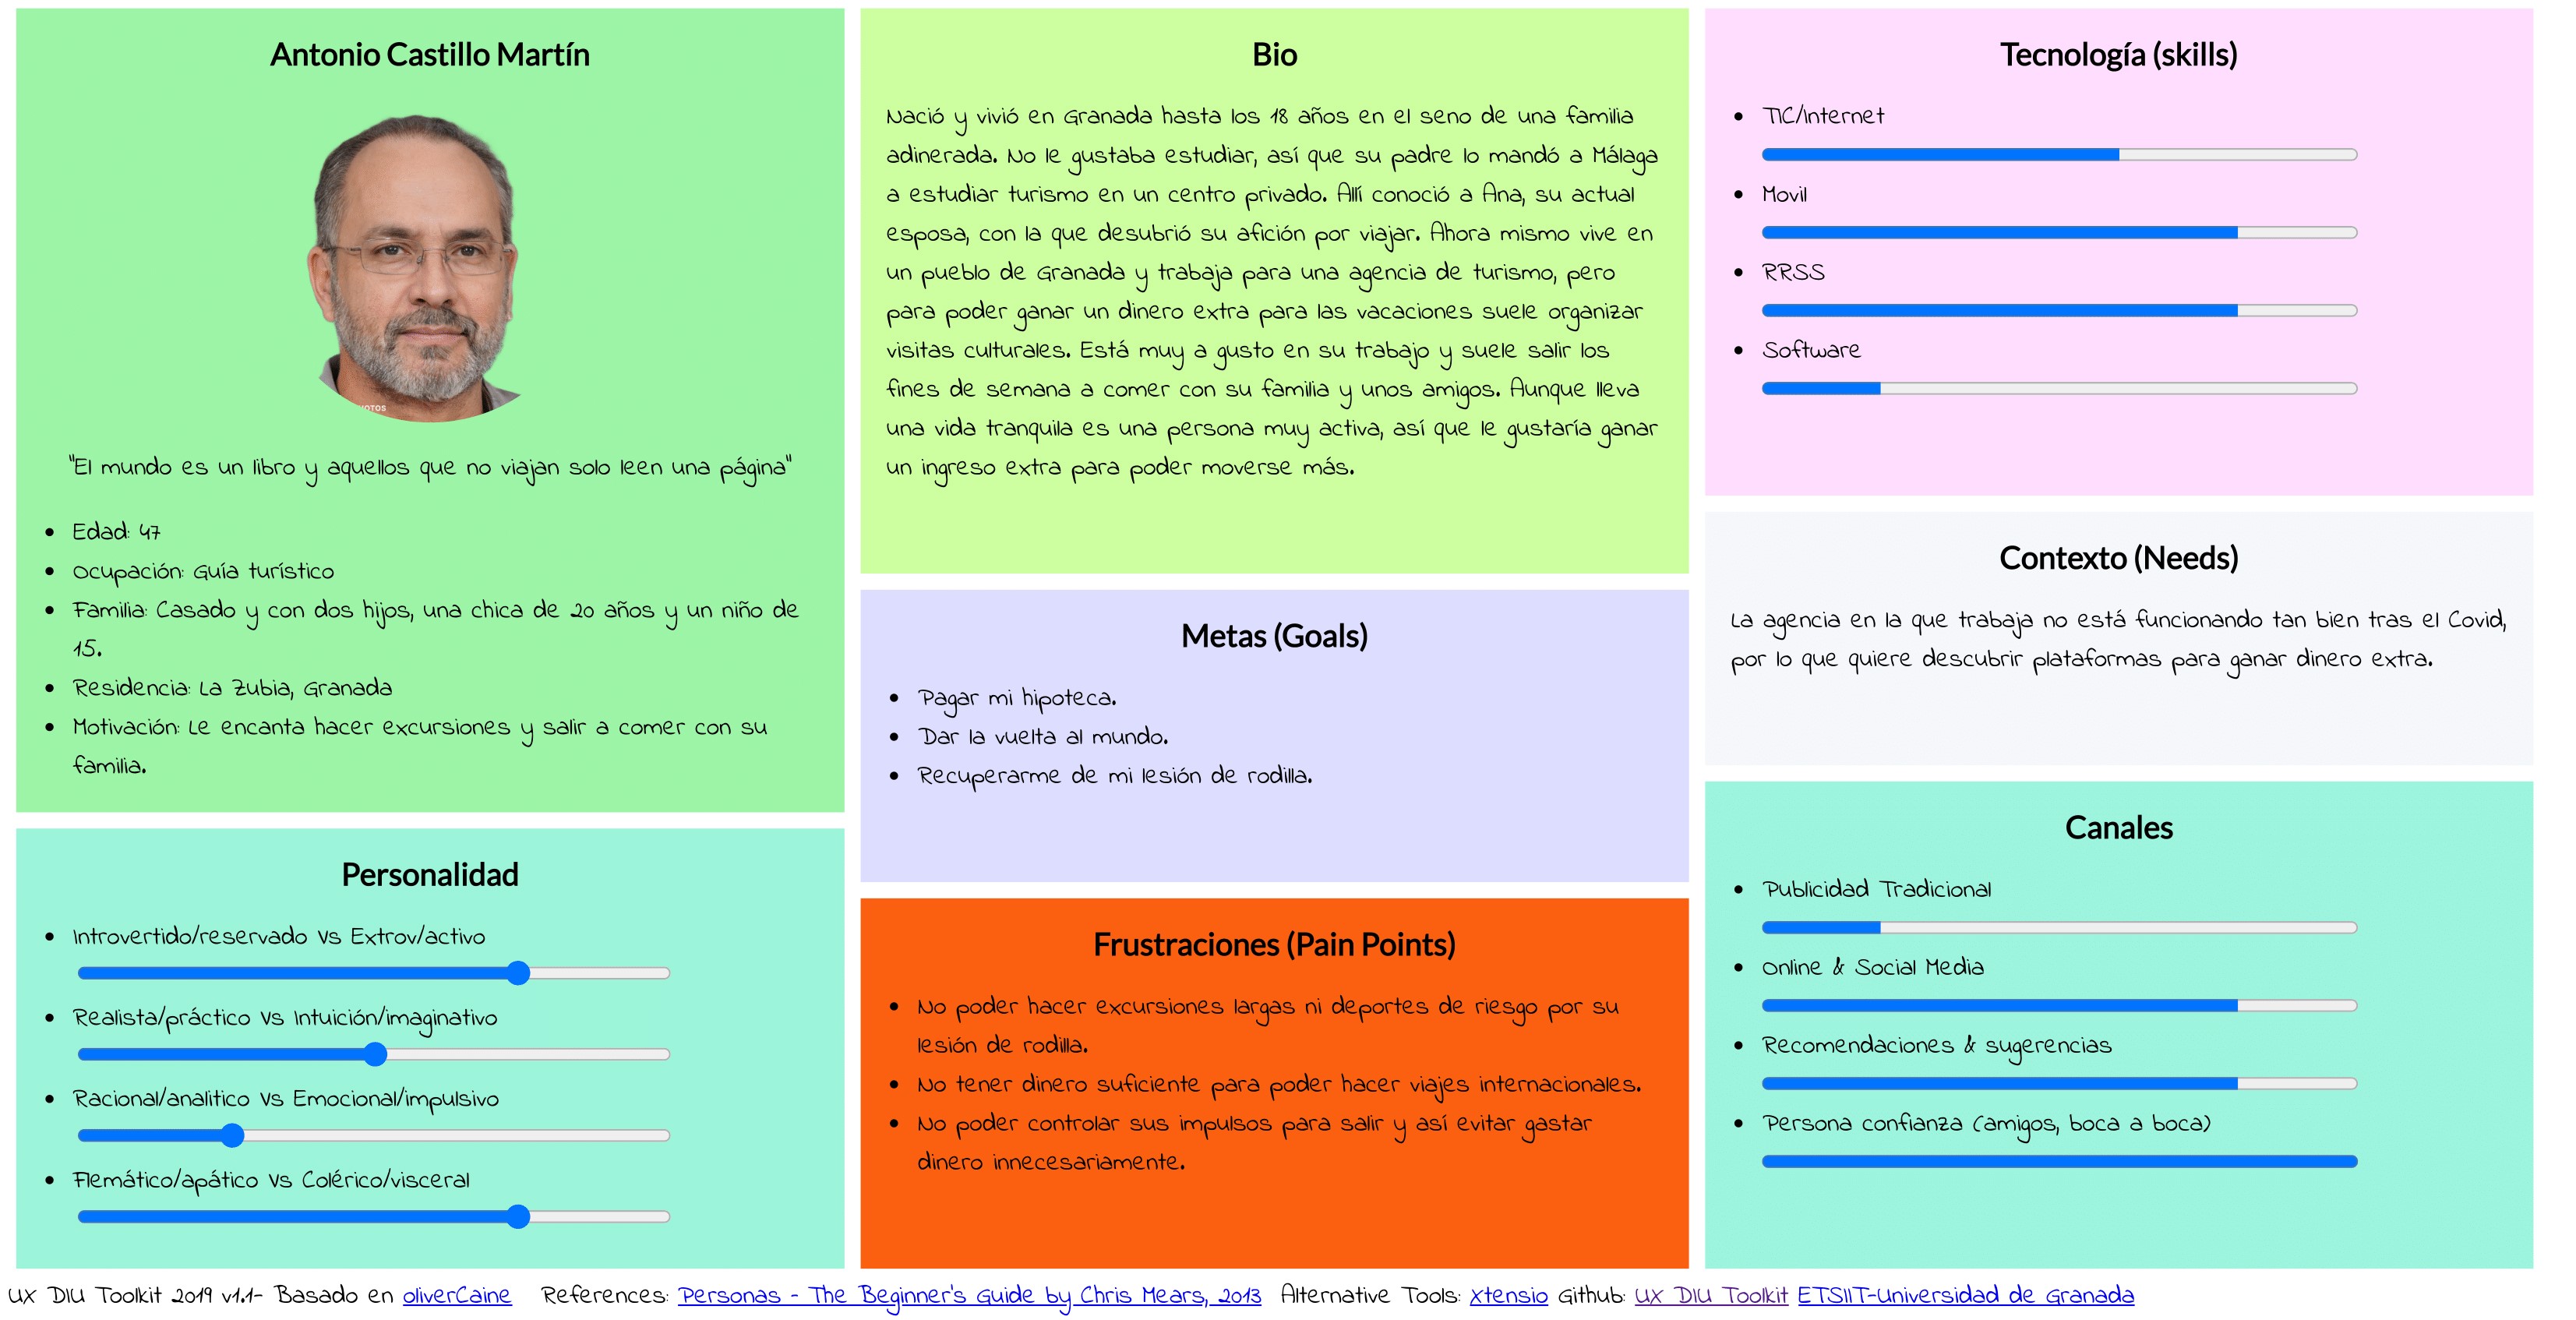 Antonio Castillo Martín
"El mundo es un libro y aquellos que no viajan solo leen una página"
Edad: 47
Ocupación: Guía turístico
Familia: Casado y con dos hijos, una chica de 20 años y un niño de
15.
Residencia: La Zubia, Granada
Motivación: Le encanta hacer excursiones y salir a comer con su
familia.
Personalidad
Introvertido/reservado Vs Extrov/activo
Realista/práctico Vs Intuición/imaginativo
Racional/analitico Vs Emocional/impulsivo
Flemático/apático Vs Colérico/visceral
Bio
Nació y vivió en Granada hasta los 18 años en el seno de una familia
adinerada. No le gustaba estudiar, así que su padre lo mandó a Málaga
a estudiar turismo en un centro privado. Allí conoció a Ana, su actual
esposa, con la que desubrió su afición por viajar. Ahora mismo vive en
un pueblo de Granada y trabaja para una agencia de turismo, pero
para poder ganar un dinero extra para las vacaciones suele organizar
visitas culturales. Está muy a gusto en su trabajo y suele salir los
fines de semana a comer con su familia y unos amigos. Aunque lleva
una vida tranquila es una persona muy activa, así que le gustaría ganar
un ingreso extra para poder moverse más.
Metas (Goals)
Pagar mi hipoteca.
Dar la vuelta al mundo.
Recuperarme de mi lesión de rodilla.
Frustraciones (Pain Points)
No poder hacer excursiones largas ni deportes de riesgo por su
lesión de rodilla.
No tener dinero suficiente para poder hacer viajes internacionales.
No poder controlar sus impulsos para salir y así evitar gastar
dinero innecesariamente.
Tecnología (skills)
TIC/Internet
Movil
RRSS
Software
Contexto (Needs)
La agencia en la que trabaja no está funcionando tan bien tras el Covid,
por lo que quiere descubrir plataformas para ganar dinero extra.
Canales
Publicidad Tradicional
Online & Social Media
Recomendaciones & sugerencias
Persona confianza (amigos, boca a boca)
UX DIU Toolkit 2019 v1.1- Basado en oliverCaine References: Personas - The Beginner's Guide by Chris Mears, 2013 Alternative Tools: Xtensio Github: UX DIU Toolkit ETSIIT-Universidad de Granada